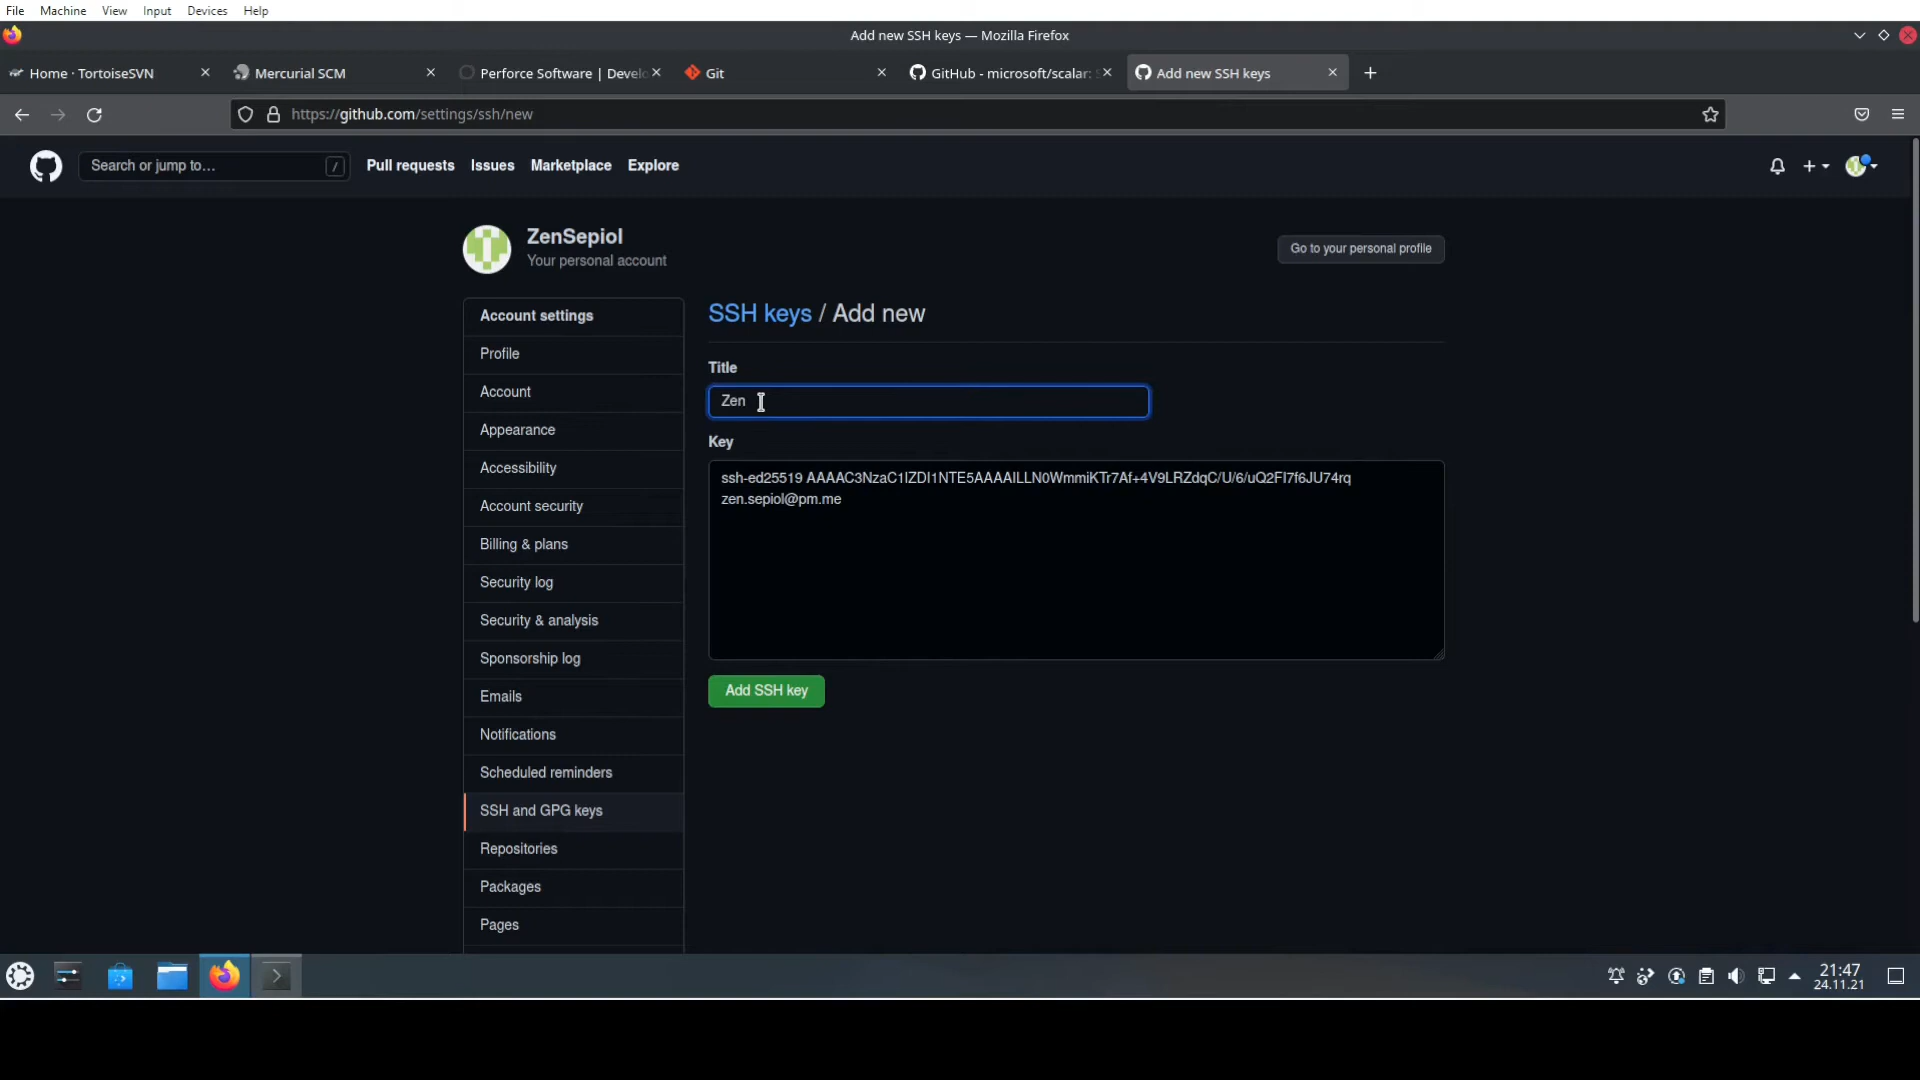 File Machine View Input Devices Help
Add new SSH keys — Mozilla Firefox
Home · TortoiseSVN
Mercurial SCM
Perforce Software | Develo
Git
GitHub - microsoft/scalar: S
Add new SSH keys
https://github.com/settings/ssh/new
Search or jump to… /
Pull requests Issues Marketplace Explore
ZenSepiol
Your personal account
Go to your personal profile
Account settings
Profile
Account
Appearance
Accessibility
Account security
Billing & plans
Security log
Security & analysis
Sponsorship log
Emails
Notifications
Scheduled reminders
SSH and GPG keys
Repositories
Packages
Pages
SSH keys / Add new
Title
Zen
Key
ssh-ed25519 AAAAC3NzaC1lZDI1NTE5AAAAILLN0WmmiKTr7Af+4V9LRZdqC/U/6/uQ2FI7f6JU74rq
zen.sepiol@pm.me
Add SSH key
21:47
24.11.21